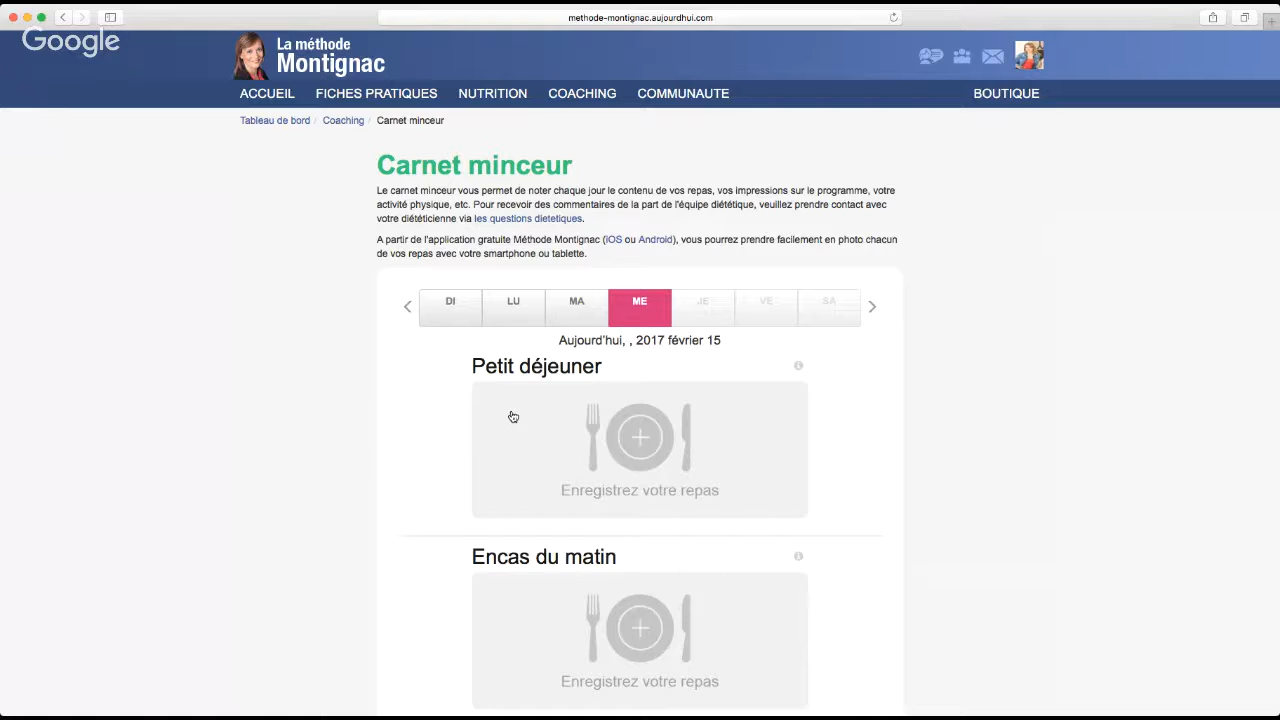 methode-montignac.aujourdhui.com
Google
La méthode
Montignac
ACCUEIL FICHES PRATIQUES NUTRITION COACHING COMMUNAUTE BOUTIQUE
Tableau de bord / Coaching / Carnet minceur
Carnet minceur
Le carnet minceur vous permet de noter chaque jour le contenu de vos repas, vos impressions sur le programme, votre
activité physique, etc. Pour recevoir des commentaires de la part de l'équipe diététique, veuillez prendre contact avec
votre diététicienne via les questions dietetiques.
A partir de l'application gratuite Méthode Montignac (iOS ou Android), vous pourrez prendre facilement en photo chacun
de vos repas avec votre smartphone ou tablette.
DI LU MA ME JE VE SA
Aujourd'hui, , 2017 février 15
Petit déjeuner
Enregistrez votre repas
Encas du matin
Enregistrez votre repas